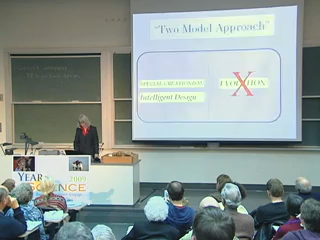 "Two Model Approach"
SPECIAL CREATIONISM
EVOLUTION
Intelligent Design
YEAR
SCIENCE
2009